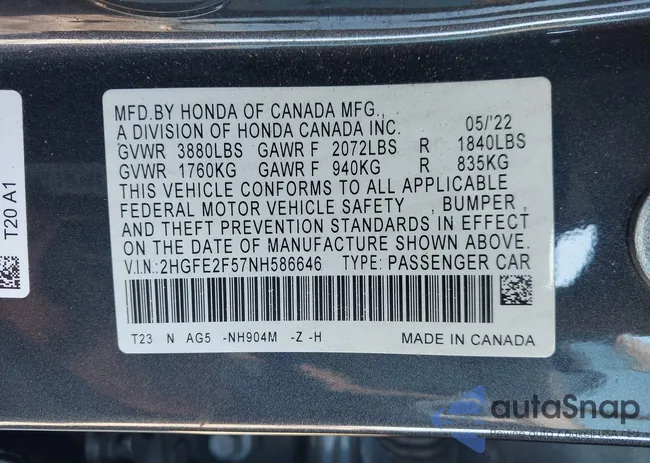 MFD.BY HONDA OF CANADA MFG.,
A DIVISION OF HONDA CANADA INC. 05/'22
GVWR 3880LBS GAWR F 2072LBS R 1840LBS
GVWR 1760KG GAWR F 940KG R 835KG
THIS VEHICLE CONFORMS TO ALL APPLICABLE
FEDERAL MOTOR VEHICLE SAFETY , BUMPER ,
AND THEFT PREVENTION STANDARDS IN EFFECT
ON THE DATE OF MANUFACTURE SHOWN ABOVE.
V.I.N.:2HGFE2F57NH586646 TYPE: PASSENGER CAR
T23 N AG5 -NH904M -Z -H MADE IN CANADA
T20 A1
autoSnap